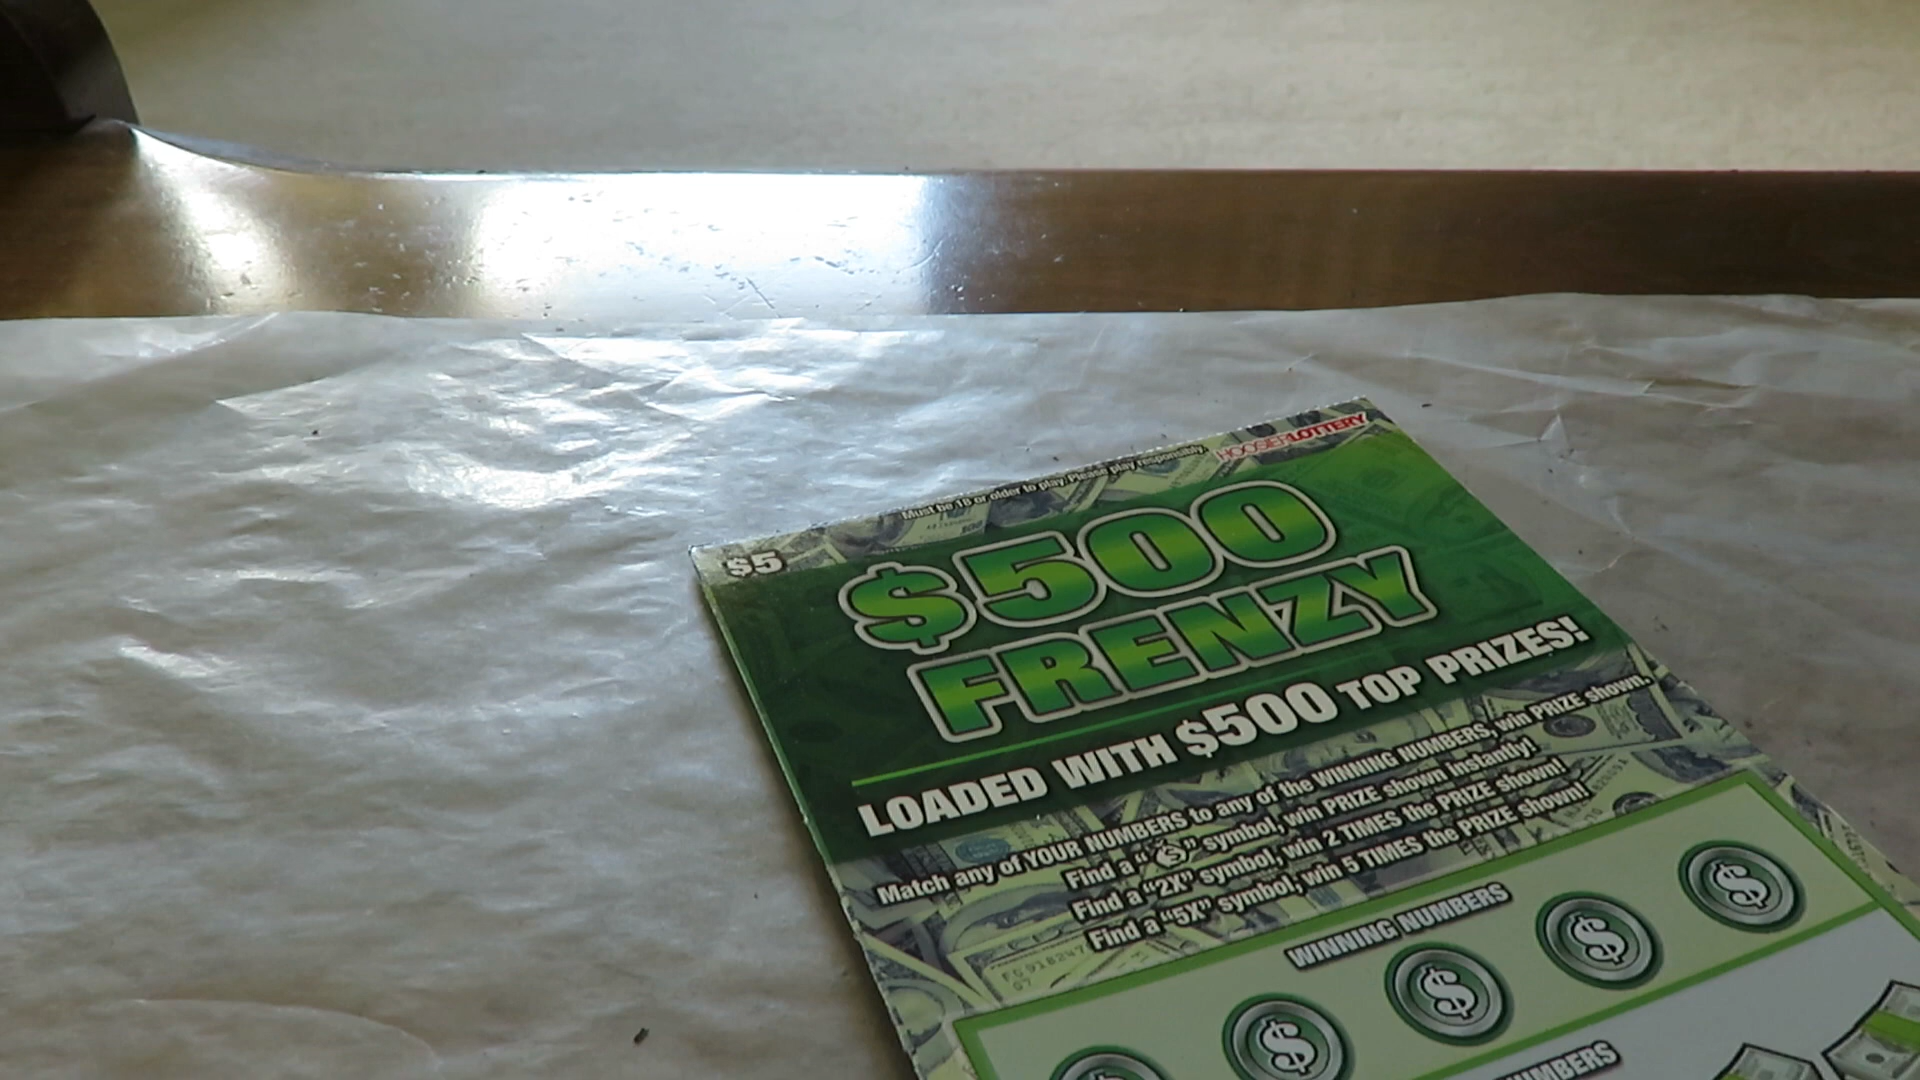 Must be 18 or older to play. Please play responsibly.
HOOSIER LOTTERY
$5
$500
FRENZY
LOADED WITH $500 TOP PRIZES!
Match any of YOUR NUMBERS to any of the WINNING NUMBERS, win PRIZE shown.
Find a "$" symbol, win PRIZE shown instantly!
Find a "2X" symbol, win 2 TIMES the PRIZE shown!
Find a "5X" symbol, win 5 TIMES the PRIZE shown!
WINNING NUMBERS
$ $ $ $
NUMBERS